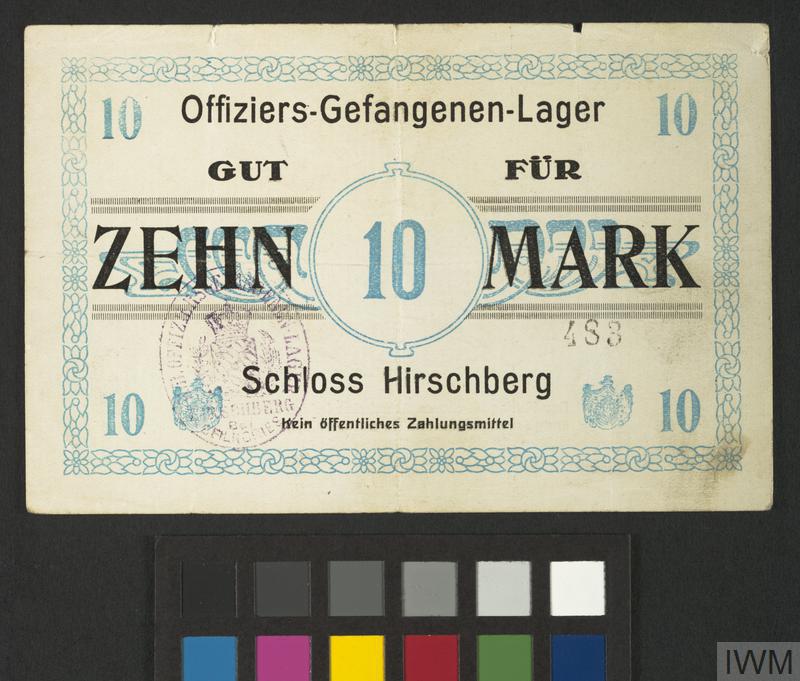 10 Offiziers-Gefangenen-Lager 10
GUT FÜR
ZEHN 10 MARK
483
Schloss Hirschberg
10 10
Kein öffentliches Zahlungsmittel
IWM